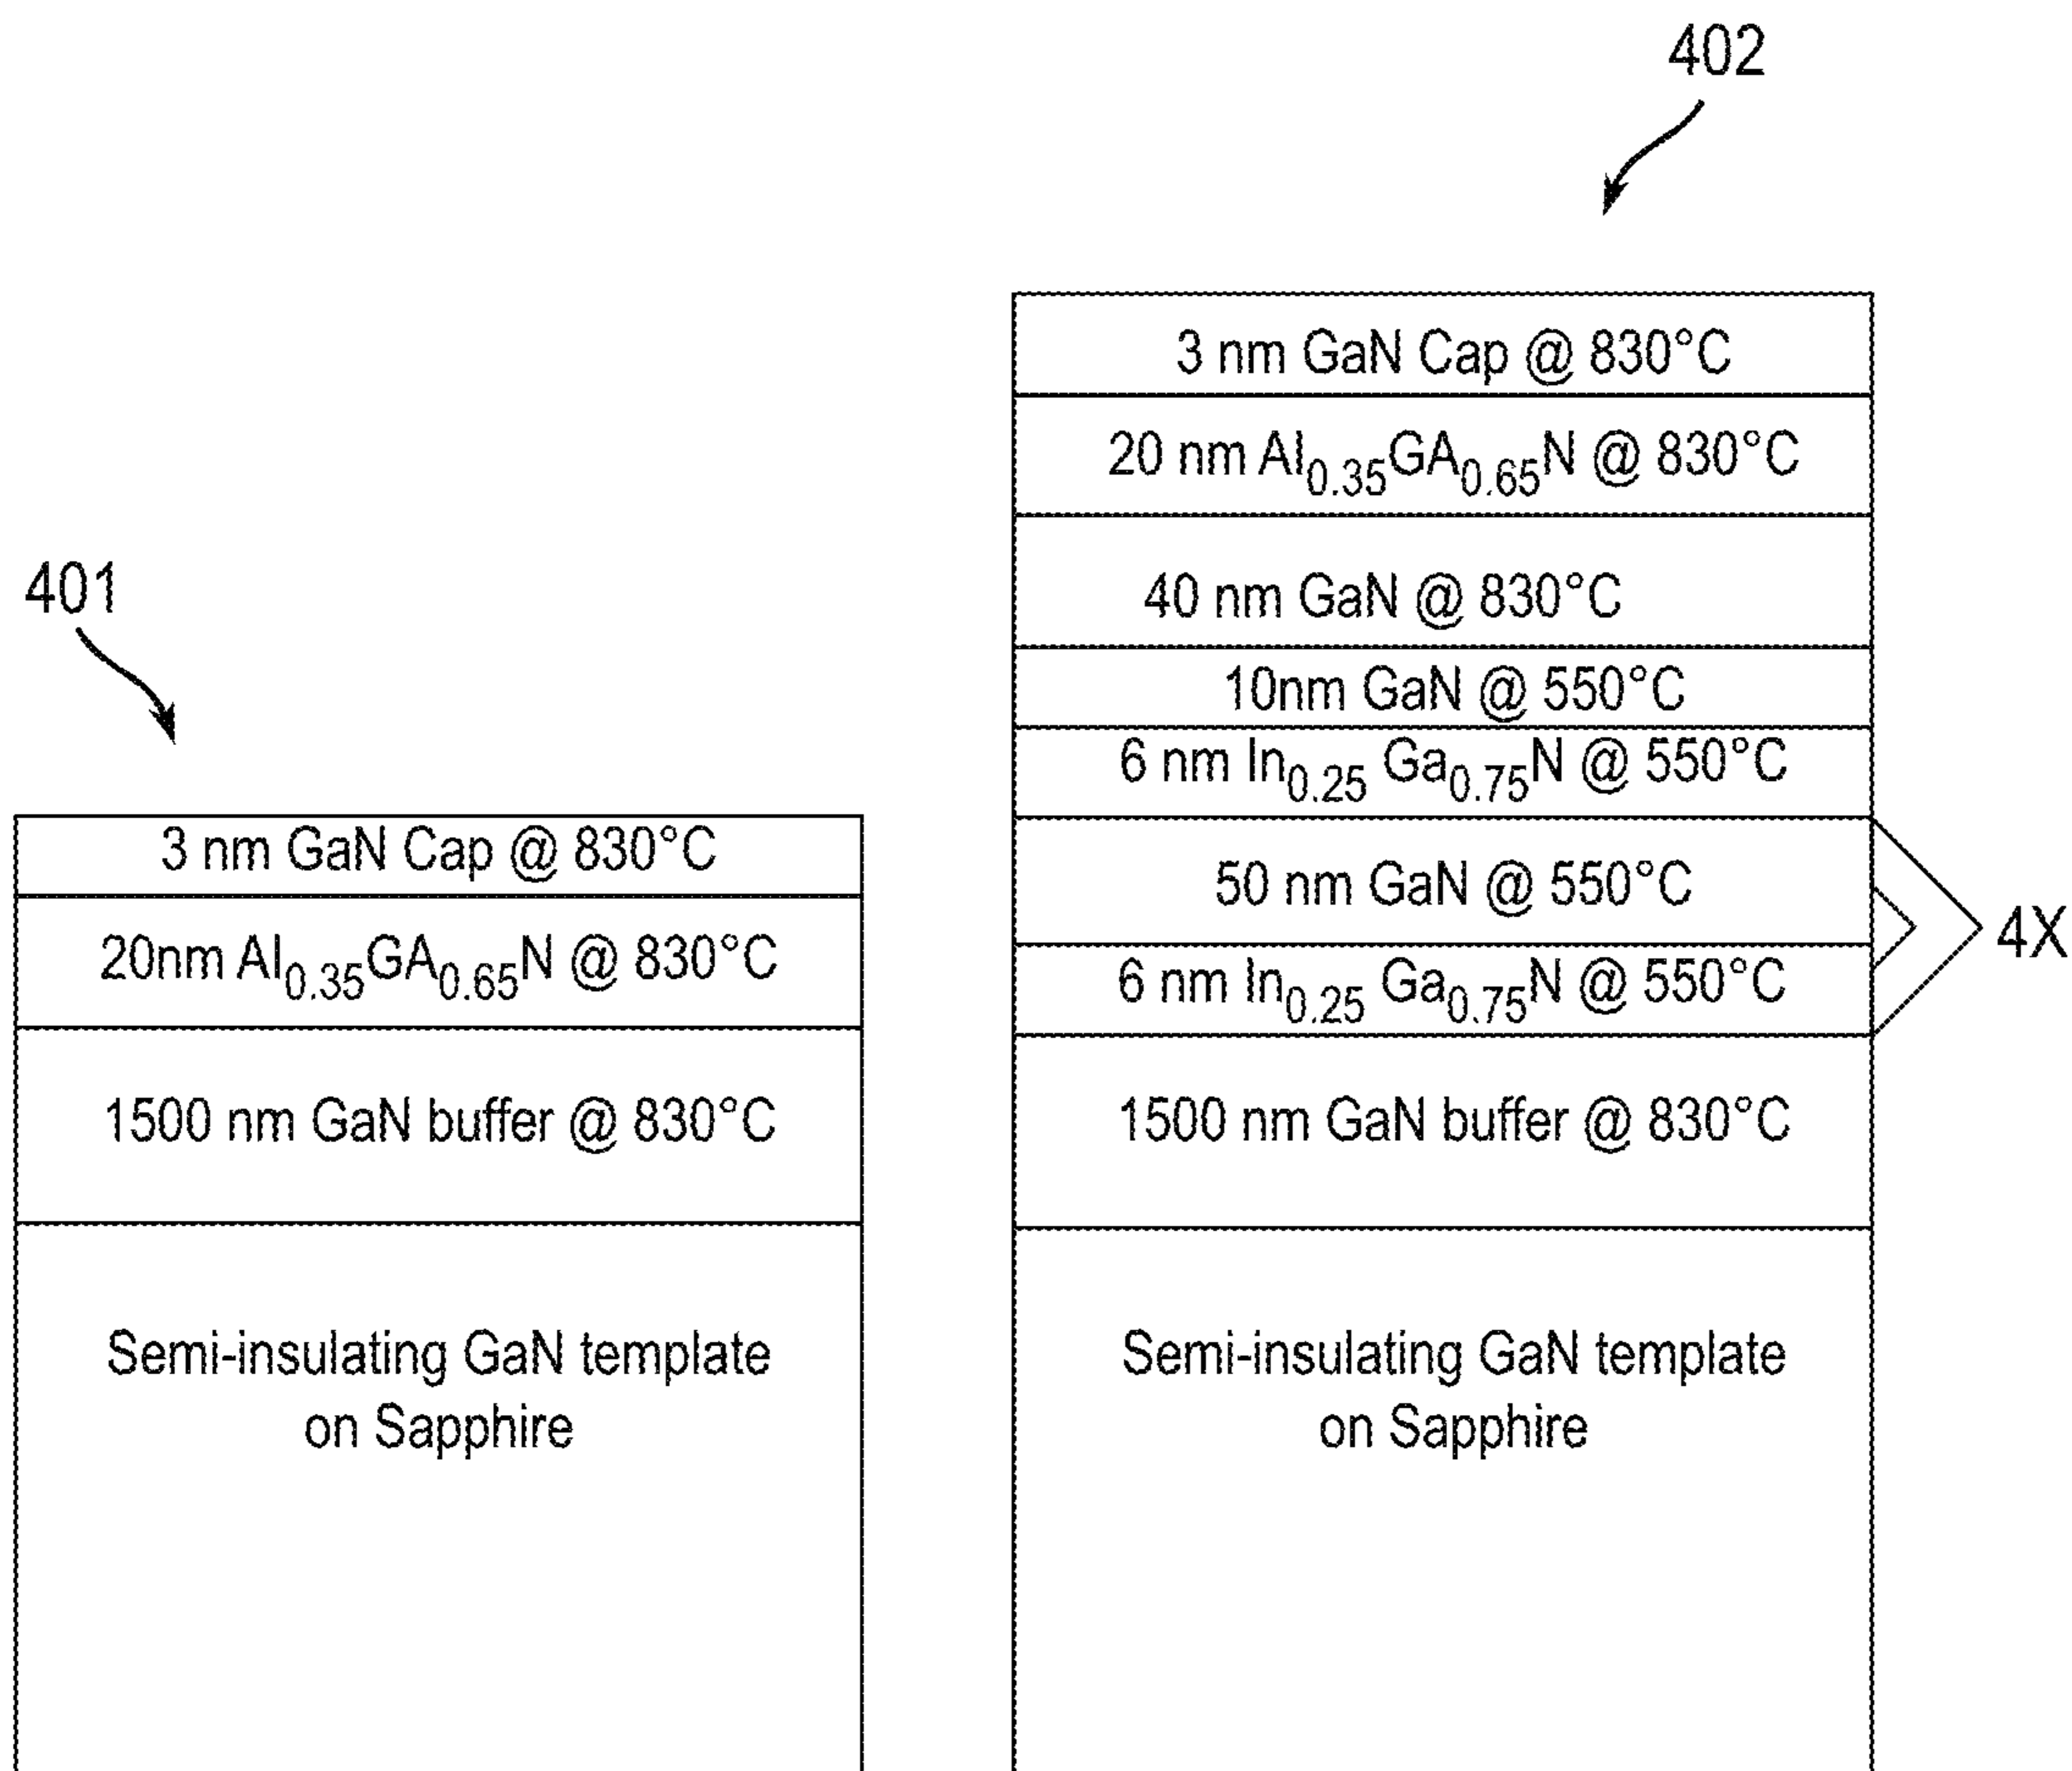 402
3 nm GaN Cap @ 830°C
20 nm Al0.35GA0.65N @ 830°C
40 nm GaN @ 830°C
10nm GaN @ 550°C
6 nm In0.25 Ga0.75N @ 550°C
50 nm GaN @ 550°C
6 nm In0.25 Ga0.75N @ 550°C
4X
1500 nm GaN buffer @ 830°C
Semi-insulating GaN template
on Sapphire
401
3 nm GaN Cap @ 830°C
20nm Al0.35GA0.65N @ 830°C
1500 nm GaN buffer @ 830°C
Semi-insulating GaN template
on Sapphire